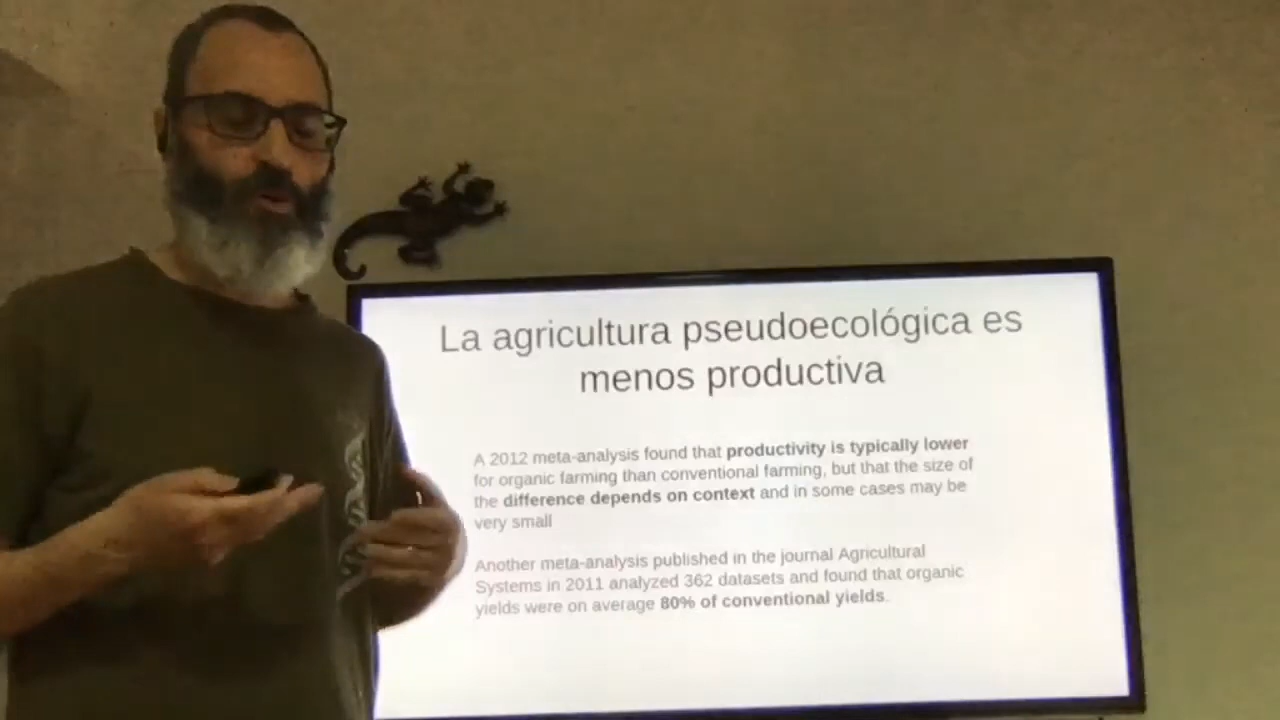 La agricultura pseudoecológica es
menos productiva
A 2012 meta-analysis found that productivity is typically lower
for organic farming than conventional farming, but that the size of
the difference depends on context and in some cases may be
very small
Another meta-analysis published in the journal Agricultural
Systems in 2011 analyzed 362 datasets and found that organic
yields were on average 80% of conventional yields.